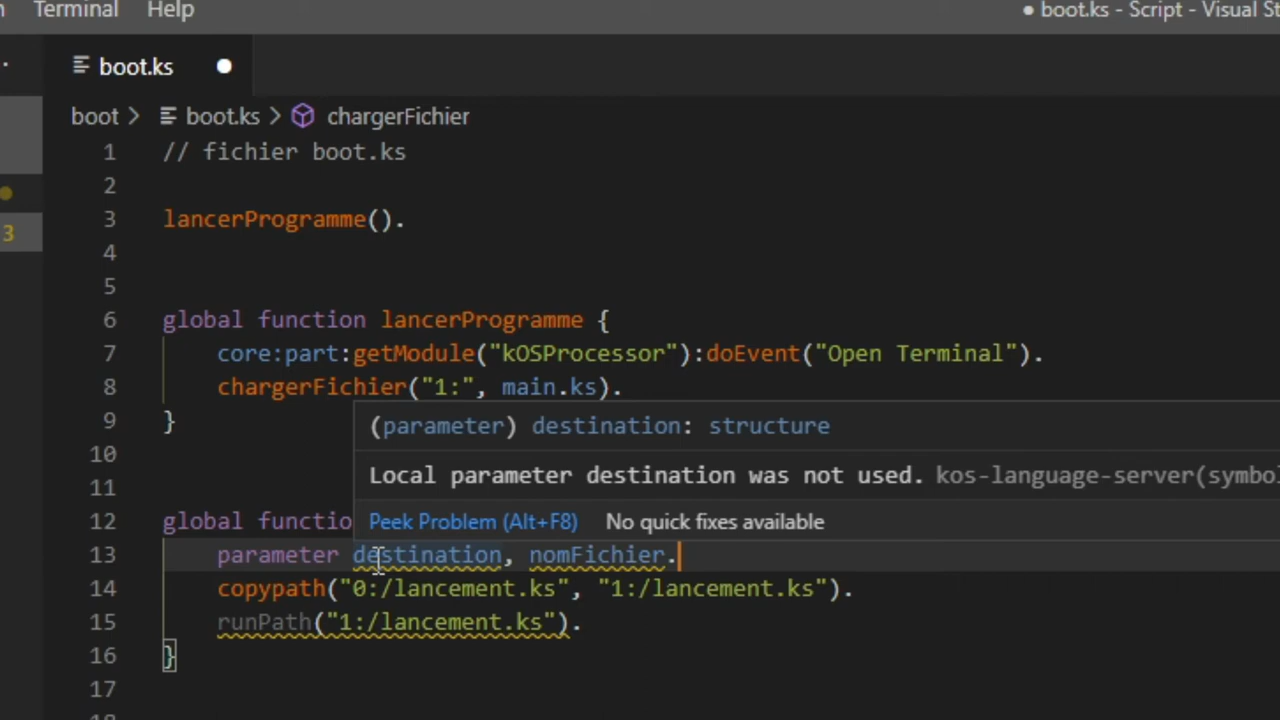 Terminal Help ● boot.ks - Script - Visual St
boot.ks ●
boot > boot.ks > chargerFichier
1 // fichier boot.ks
2
3 lancerProgramme().
4
5
6 global function lancerProgramme {
7 core:part:getModule("kOSProcessor"):doEvent("Open Terminal").
8 chargerFichier("1:", main.ks).
9 }
10
(parameter) destination: structure
11
Local parameter destination was not used. kos-language-server(symbo
12 global functio
Peek Problem (Alt+F8) No quick fixes available
13 parameter destination, nomFichier.
14 copypath("0:/lancement.ks", "1:/lancement.ks").
15 runPath("1:/lancement.ks").
16 }
17
3